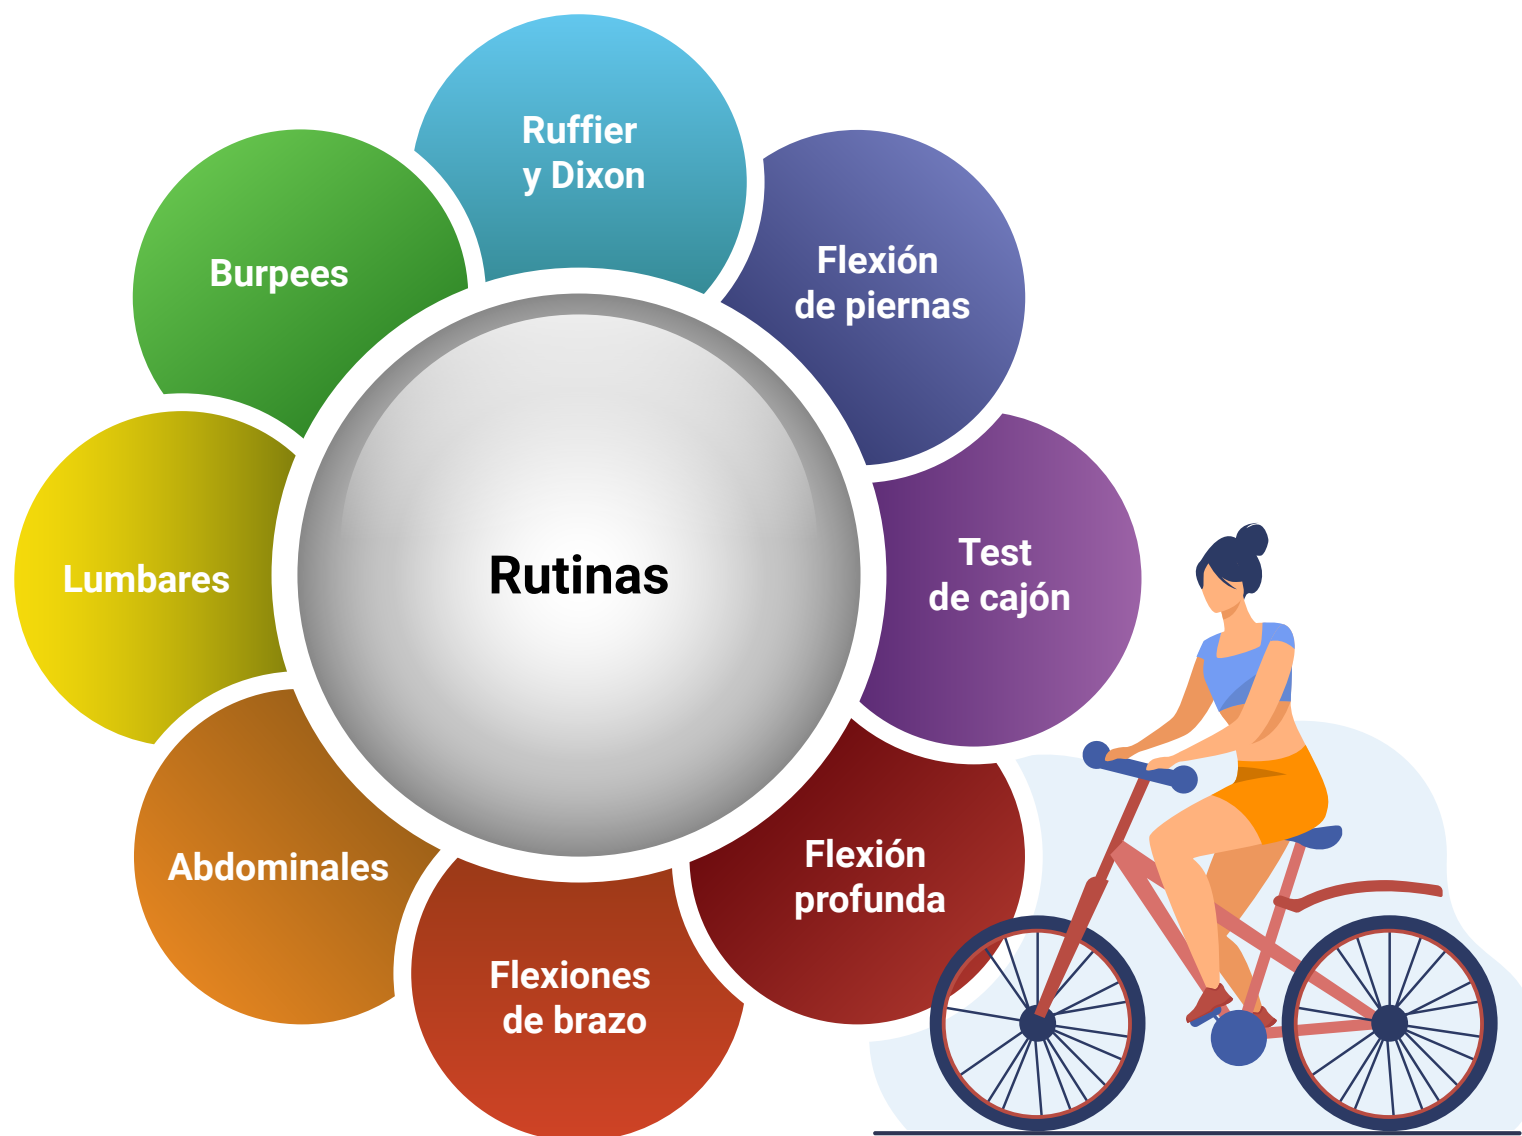 Ruffier
y Dixon
Flexión
de piernas
Test
de cajón
Flexión
profunda
Flexiones
de brazo
Abdominales
Lumbares
Burpees
Rutinas